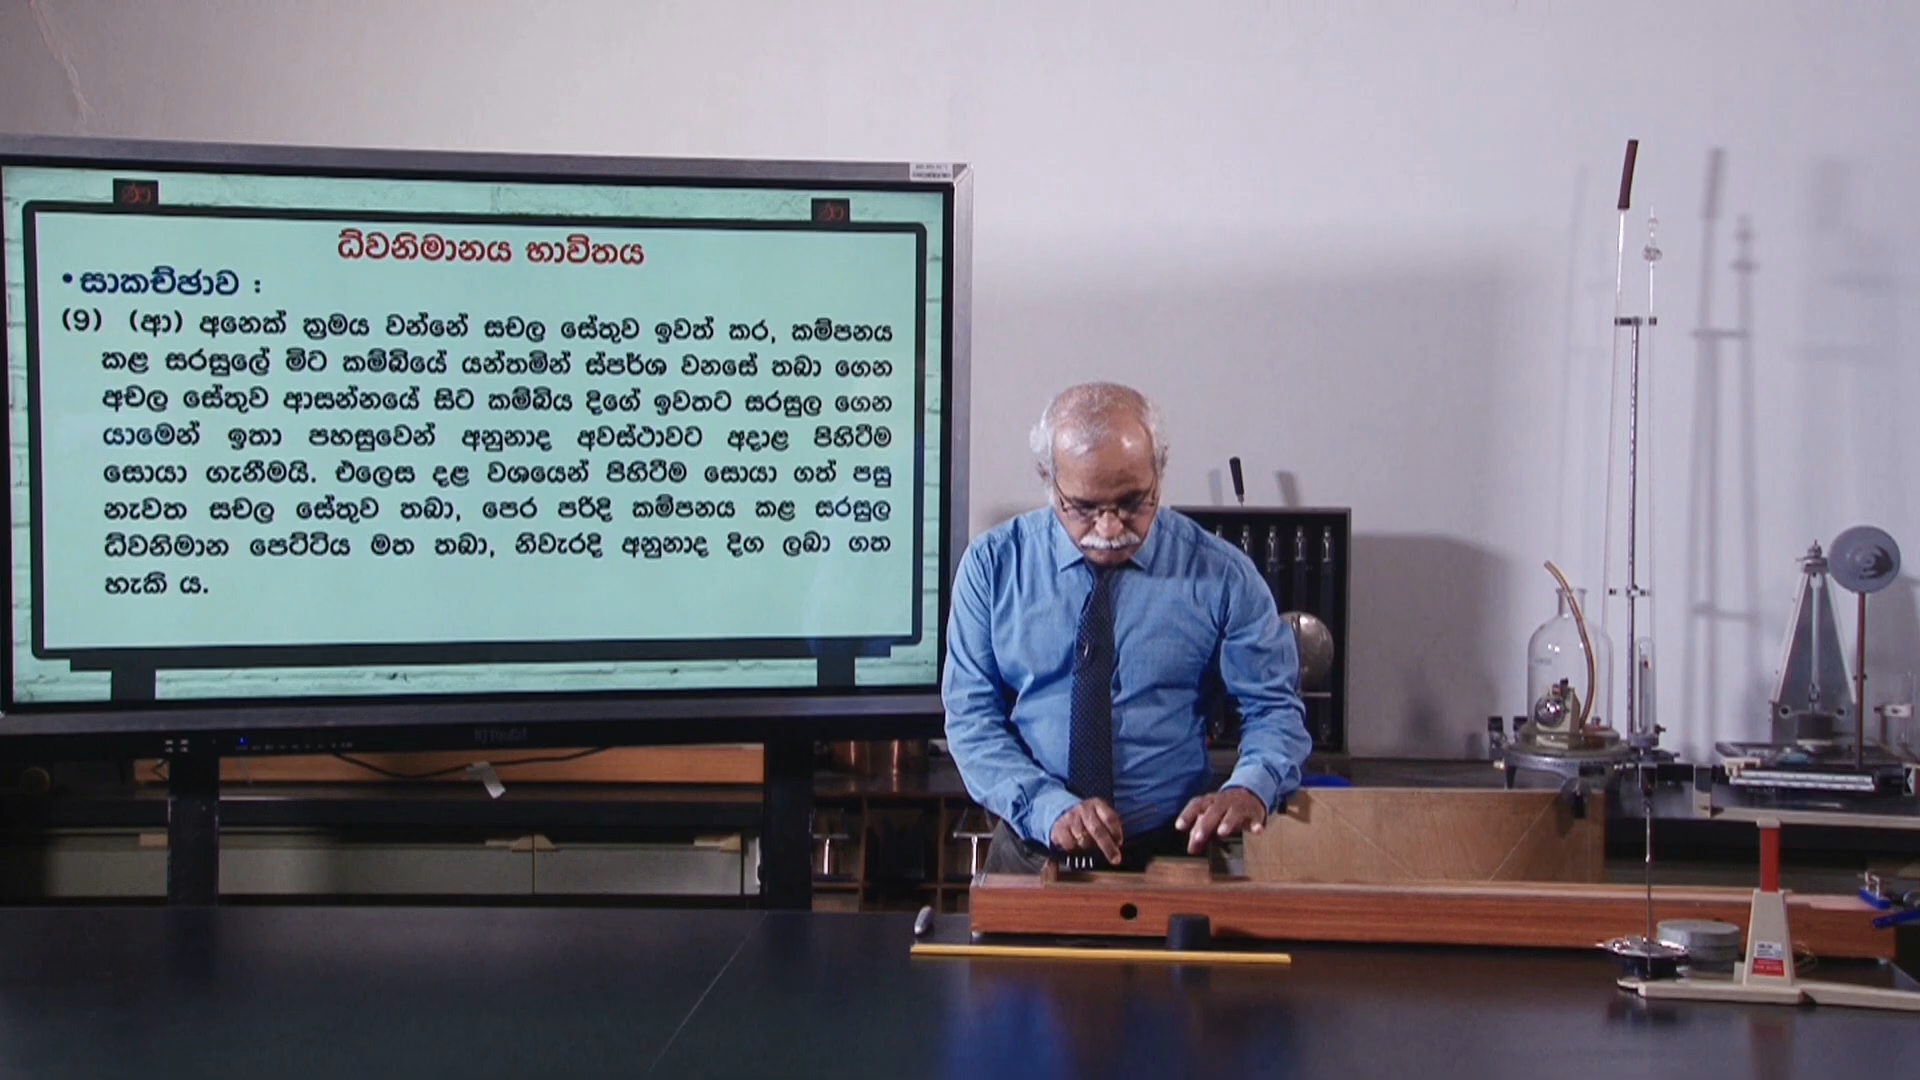 ධ්වනිමානය භාවිතය
• සාකච්ඡාව :
(9) (ආ) අනෙක් ක්‍රමය වන්නේ සචල සේතුව ඉවත් කර, කම්පනය
කළ සරසුලේ මිට කම්බියේ යන්තමින් ස්පර්ශ වනසේ තබා ගෙන
අචල සේතුව ආසන්නයේ සිට කම්බිය දිගේ ඉවතට සරසුල ගෙන
යාමෙන් ඉතා පහසුවෙන් අනුනාද අවස්ථාවට අදාළ පිහිටීම
සොයා ගැනීමයි. එලෙස දළ වශයෙන් පිහිටීම සොයා ගත් පසු
නැවත සචල සේතුව තබා, පෙර පරිදි කම්පනය කළ සරසුල
ධ්වනිමාන පෙට්ටිය මත තබා, නිවැරදි අනුනාද දිග ලබා ගත
හැකි ය.